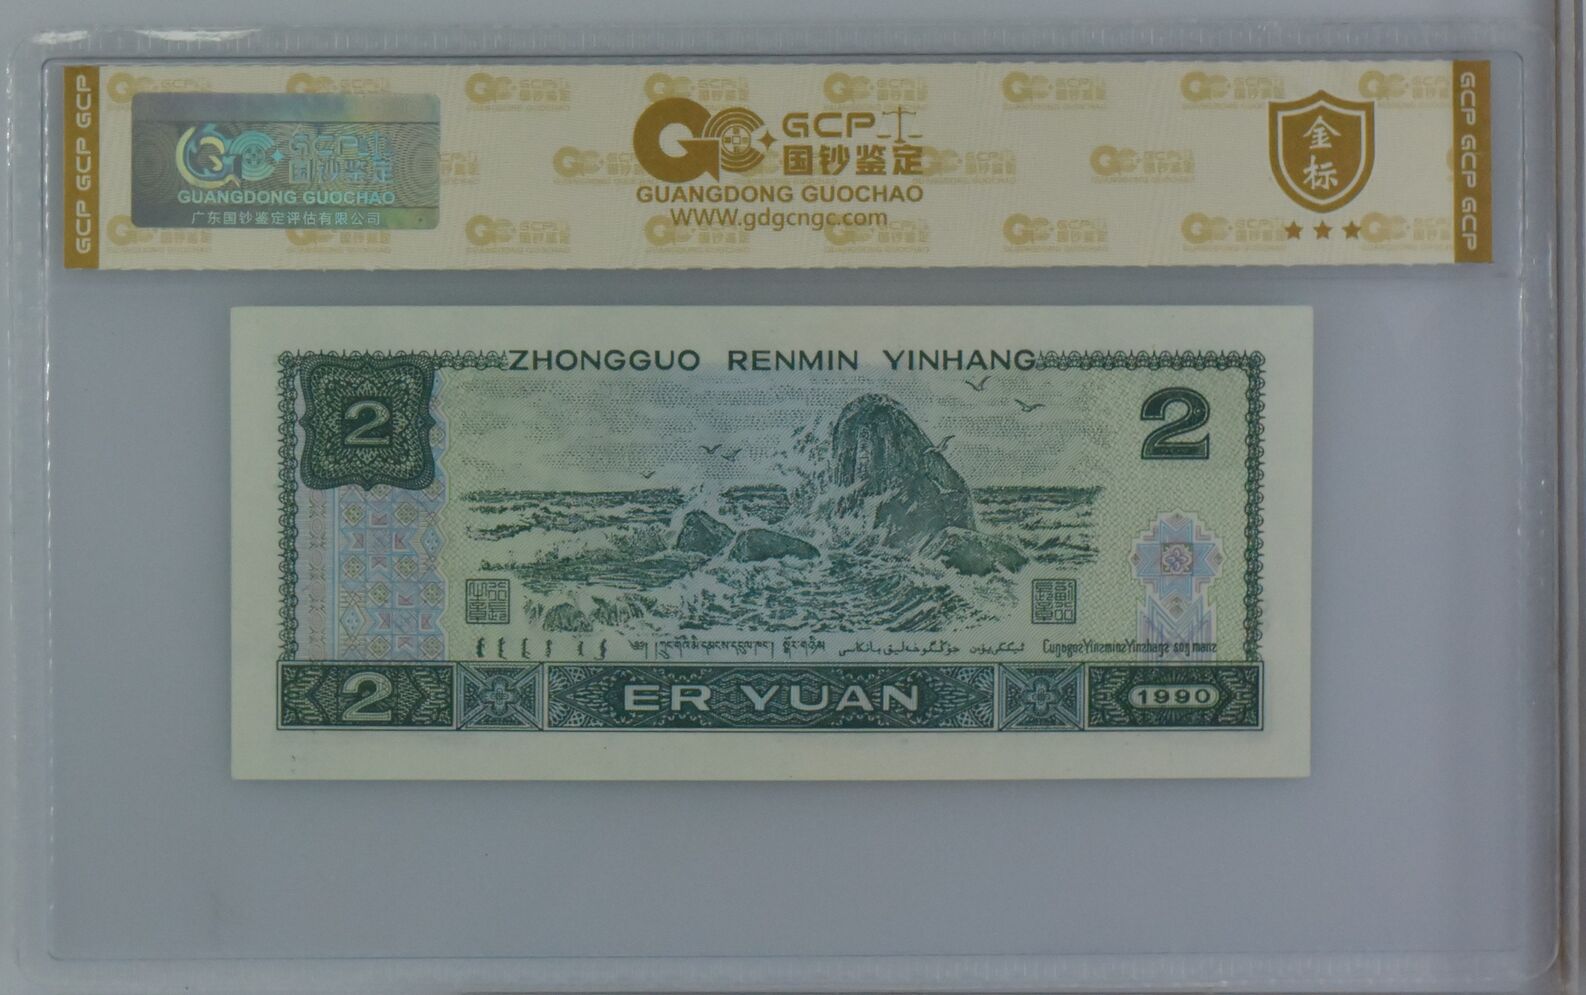 GCP GCP GCP
GCP
国钞鉴定
GUANGDONG GUOCHAO
广东国钞鉴定评估有限公司
GCP
国钞鉴定
GUANGDONG GUOCHAO
WWW.gdgcngc.com
金
标
GCP GCP GCP
ZHONGGUO RENMIN YINHANG
2
2
2
ER YUAN
1990